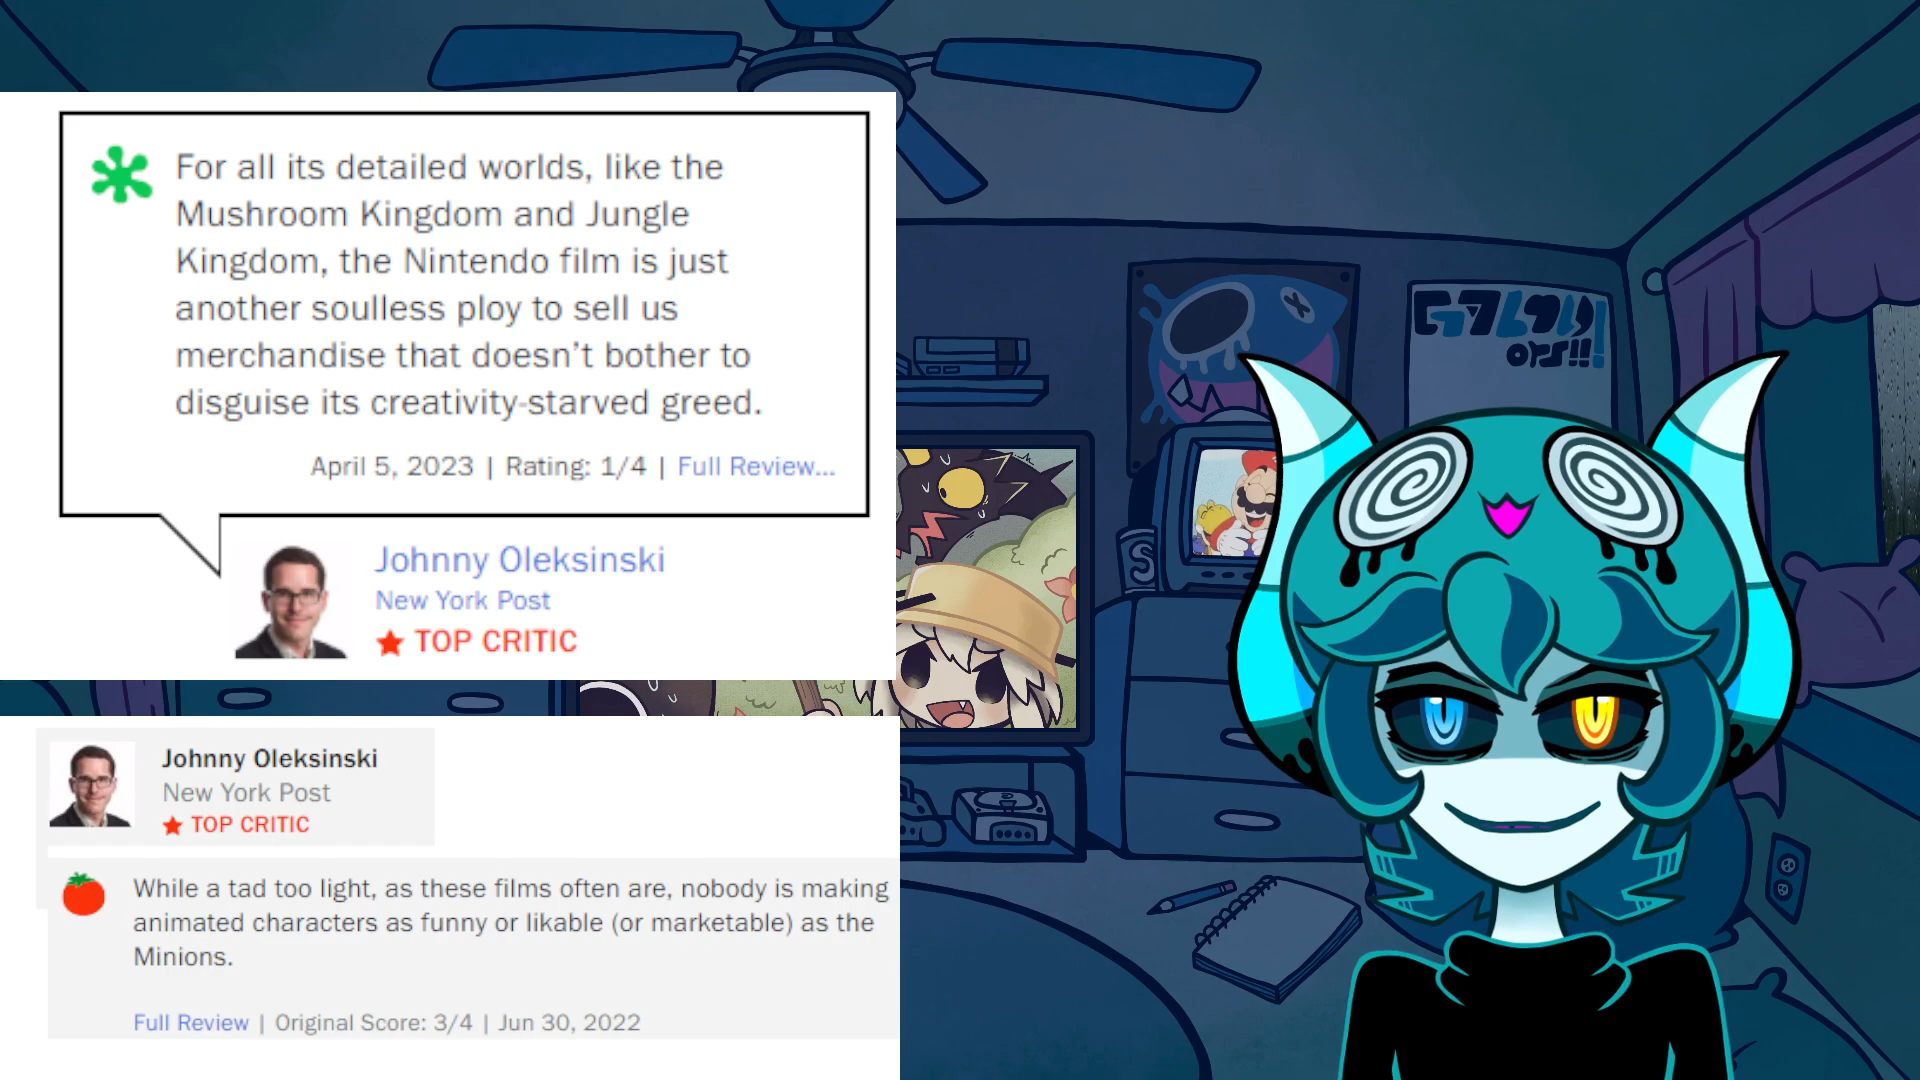 For all its detailed worlds, like the
Mushroom Kingdom and Jungle
Kingdom, the Nintendo film is just
another soulless ploy to sell us
merchandise that doesn’t bother to
disguise its creativity-starved greed.
April 5, 2023 | Rating: 1/4 | Full Review...
Johnny Oleksinski
New York Post
TOP CRITIC
Johnny Oleksinski
New York Post
TOP CRITIC
While a tad too light, as these films often are, nobody is making
animated characters as funny or likable (or marketable) as the
Minions.
Full Review | Original Score: 3/4 | Jun 30, 2022
S